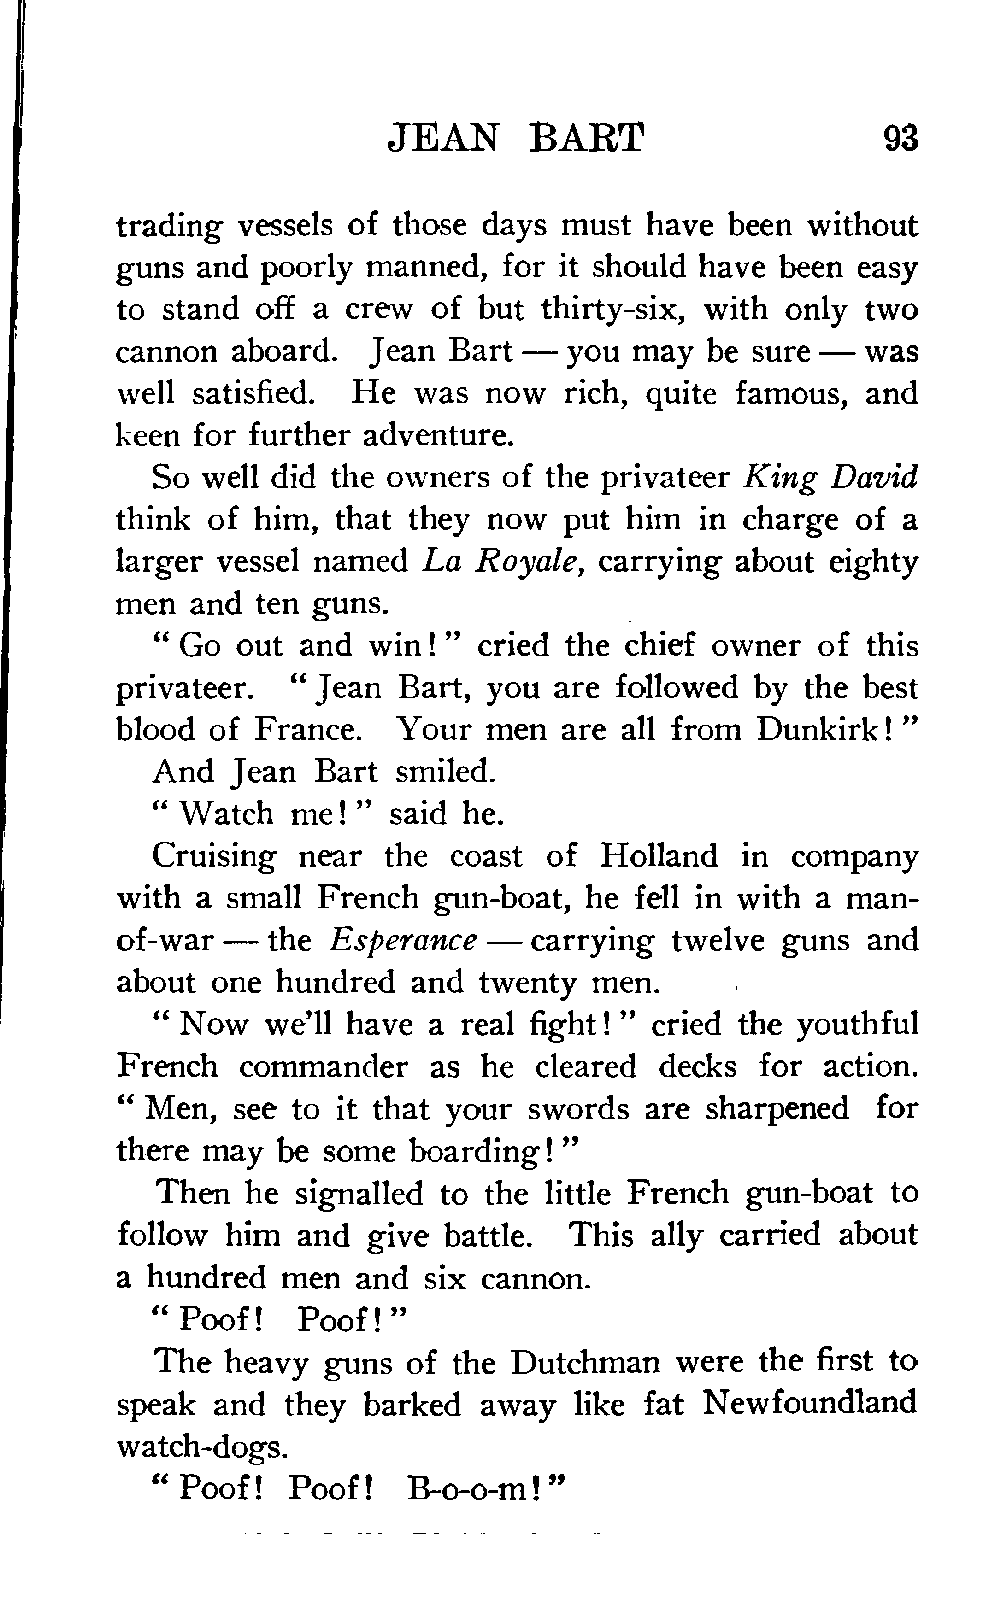 JEAN BART 93
trading vessels of those days must have been without
guns and poorly manned, for it should have been easy
to stand off a crew of but thirty-six, with only two
cannon aboard. Jean Bart — you may be sure — was
well satisfied. He was now rich, quite famous, and
keen for further adventure.
So well did the owners of the privateer King David
think of him, that they now put him in charge of a
larger vessel named La Royale, carrying about eighty
men and ten guns.
“ Go out and win! ” cried the chief owner of this
privateer. “ Jean Bart, you are followed by the best
blood of France. Your men are all from Dunkirk! ”
And Jean Bart smiled.
“ Watch me! ” said he.
Cruising near the coast of Holland in company
with a small French gun-boat, he fell in with a man-
of-war — the Esperance — carrying twelve guns and
about one hundred and twenty men.
“ Now we’ll have a real fight! ” cried the youthful
French commander as he cleared decks for action.
“ Men, see to it that your swords are sharpened for
there may be some boarding! ”
Then he signalled to the little French gun-boat to
follow him and give battle. This ally carried about
a hundred men and six cannon.
“ Poof! Poof! ”
The heavy guns of the Dutchman were the first to
speak and they barked away like fat Newfoundland
watch-dogs.
“ Poof! Poof! B-o-o-m! ”